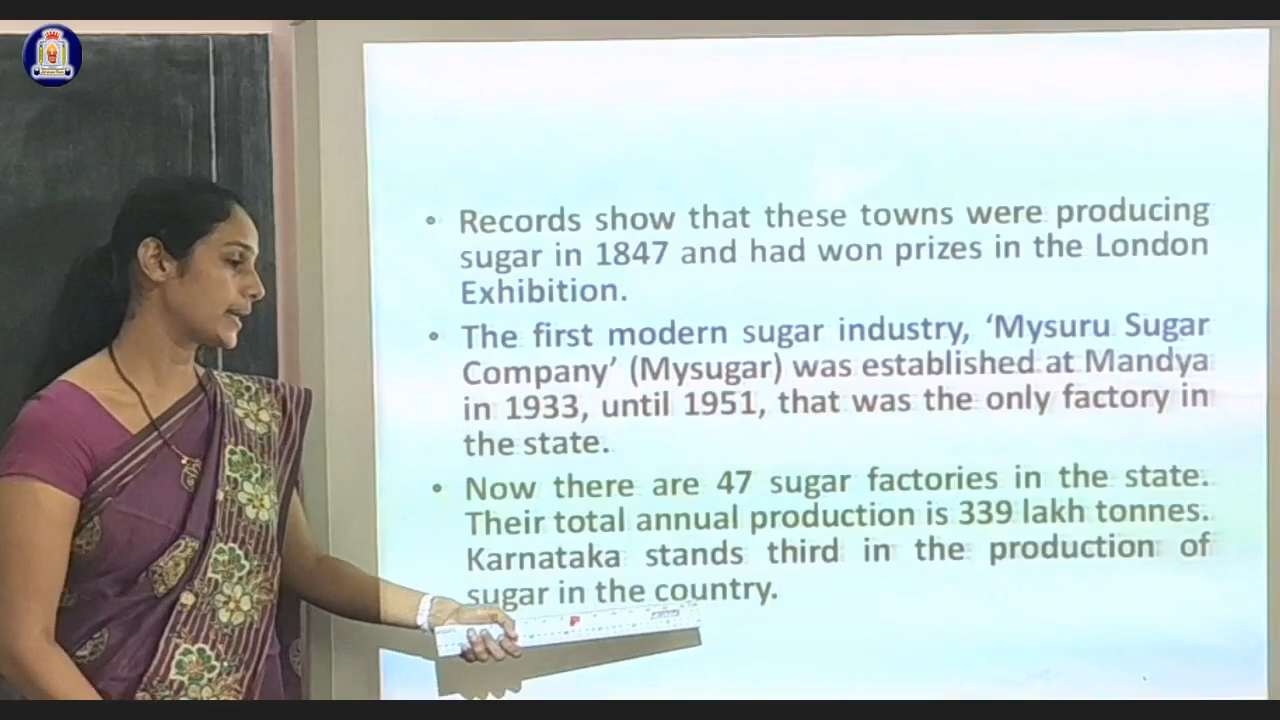 • Records show that these towns were producing
sugar in 1847 and had won prizes in the London
Exhibition.
• The first modern sugar industry, ‘Mysuru Sugar
Company’ (Mysugar) was established at Mandya
in 1933, until 1951, that was the only factory in
the state.
• Now there are 47 sugar factories in the state.
Their total annual production is 339 lakh tonnes.
Karnataka stands third in the production of
sugar in the country.